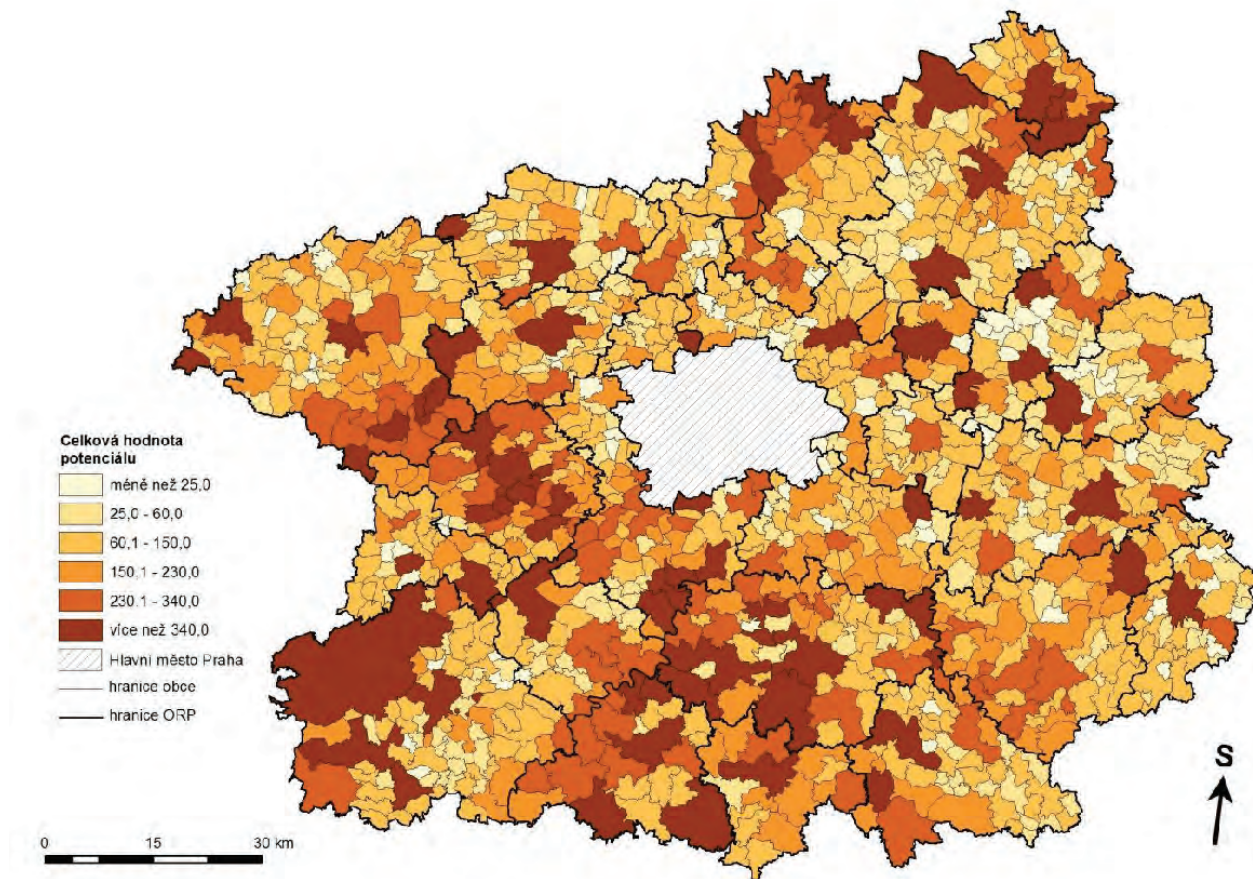 Celková hodnota
potenciálu
méně než 25,0
25,0 - 60,0
60,1 - 150,0
150,1 - 230,0
230,1 - 340,0
více než 340,0
Hlavní město Praha
hranice obce
hranice ORP
0 15 30 km
S